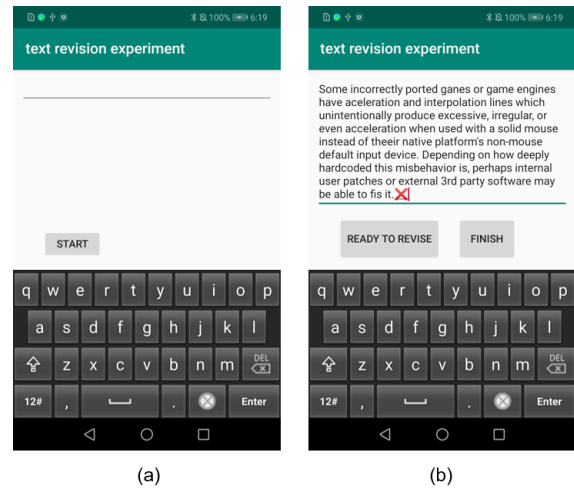 100% 6:19
text revision experiment
START
q w e r t y u i o p
a s d f g h j k l
z x c v b n m DEL
12# , . Enter
(a)
100% 6:19
text revision experiment
Some incorrectly ported ganes or game engines
have aceleration and interpolation lines which
unintentionally produce excessive, irregular, or
even acceleration when used with a solid mouse
instead of theeir native platform's non-mouse
default input device. Depending on how deeply
hardcoded this misbehavior is, perhaps internal
user patches or external 3rd party software may
be able to fis it.
READY TO REVISE FINISH
q w e r t y u i o p
a s d f g h j k l
z x c v b n m DEL
12# , . Enter
(b)